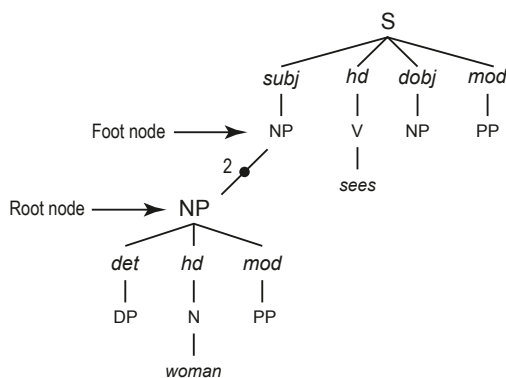 S
subj hd dobj mod
Foot node NP V NP PP
2
sees
Root node NP
det hd mod
DP N PP
woman